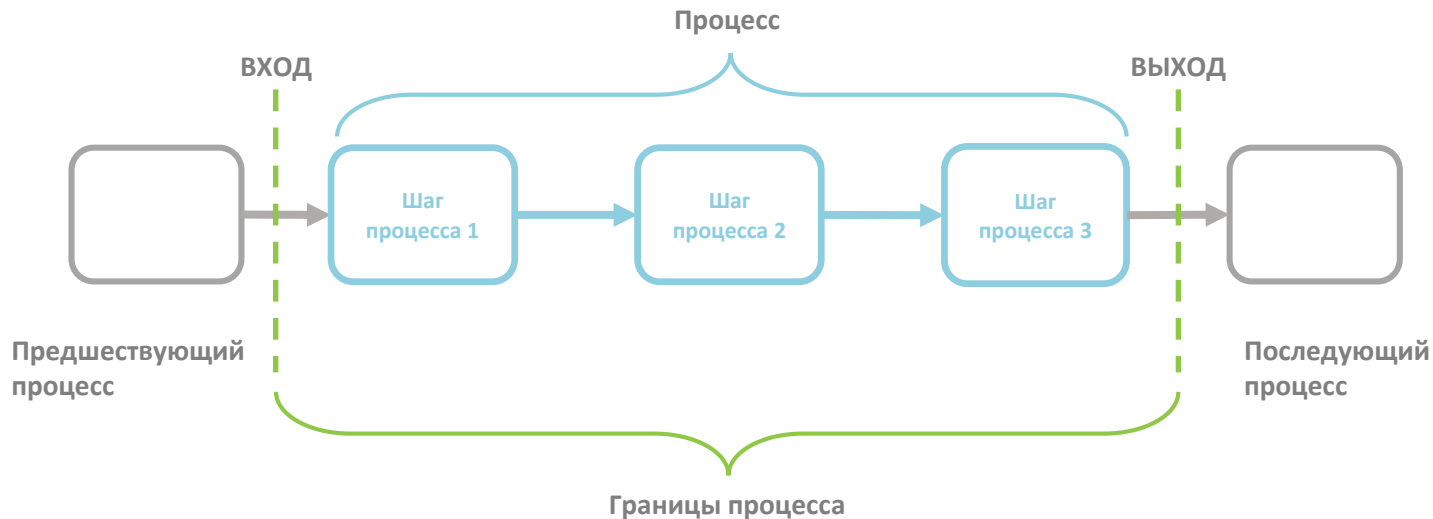 Процесс
ВХОД
ВЫХОД
Шаг
процесса 1
Шаг
процесса 2
Шаг
процесса 3
Предшествующий
процесс
Последующий
процесс
Границы процесса